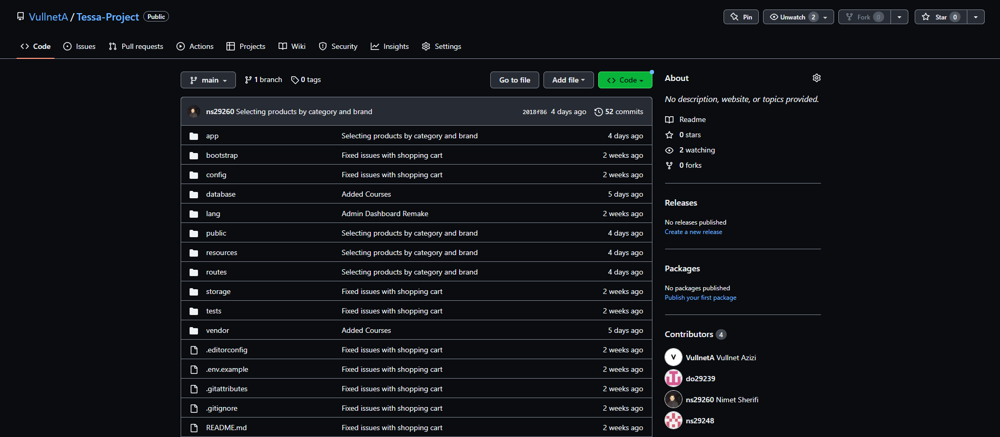 VullnetA / Tessa-Project Public
Pin
Unwatch 2
Fork 0
Star 0
Code
Issues
Pull requests
Actions
Projects
Wiki
Security
Insights
Settings
main
1 branch
0 tags
Go to file
Add file
Code
ns29260 Selecting products by category and brand 2018f86 4 days ago 52 commits
app Selecting products by category and brand 4 days ago
bootstrap Fixed issues with shopping cart 2 weeks ago
config Fixed issues with shopping cart 2 weeks ago
database Added Courses 5 days ago
lang Admin Dashboard Remake 2 weeks ago
public Selecting products by category and brand 4 days ago
resources Selecting products by category and brand 4 days ago
routes Selecting products by category and brand 4 days ago
storage Fixed issues with shopping cart 2 weeks ago
tests Fixed issues with shopping cart 2 weeks ago
vendor Added Courses 5 days ago
.editorconfig Fixed issues with shopping cart 2 weeks ago
.env.example Fixed issues with shopping cart 2 weeks ago
.gitattributes Fixed issues with shopping cart 2 weeks ago
.gitignore Fixed issues with shopping cart 2 weeks ago
README.md Fixed issues with shopping cart 2 weeks ago
About
No description, website, or topics provided.
Readme
0 stars
2 watching
0 forks
Releases
No releases published
Create a new release
Packages
No packages published
Publish your first package
Contributors 4
V
VullnetA Vullnet Azizi
do29239
ns29260 Nimet Sherifi
ns29248